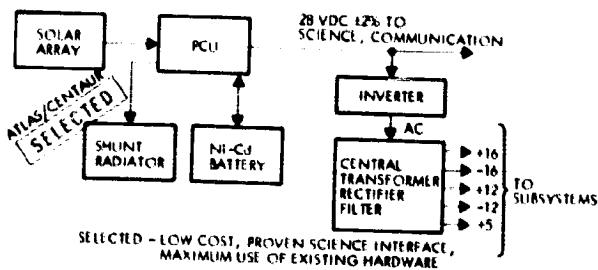 SOLAR
ARRAY
PCU
28 VDC ±2% TO
SCIENCE, COMMUNICATION
ATLAS/CENTAUR
SELECTED
SHUNT
RADIATOR
Ni-Cd
BATTERY
INVERTER
AC
CENTRAL
TRANSFORMER
RECTIFIER
FILTER
+16
-16
+12
-12
+5
TO
SUBSYSTEMS
SELECTED - LOW COST, PROVEN SCIENCE INTERFACE,
MAXIMUM USE OF EXISTING HARDWARE